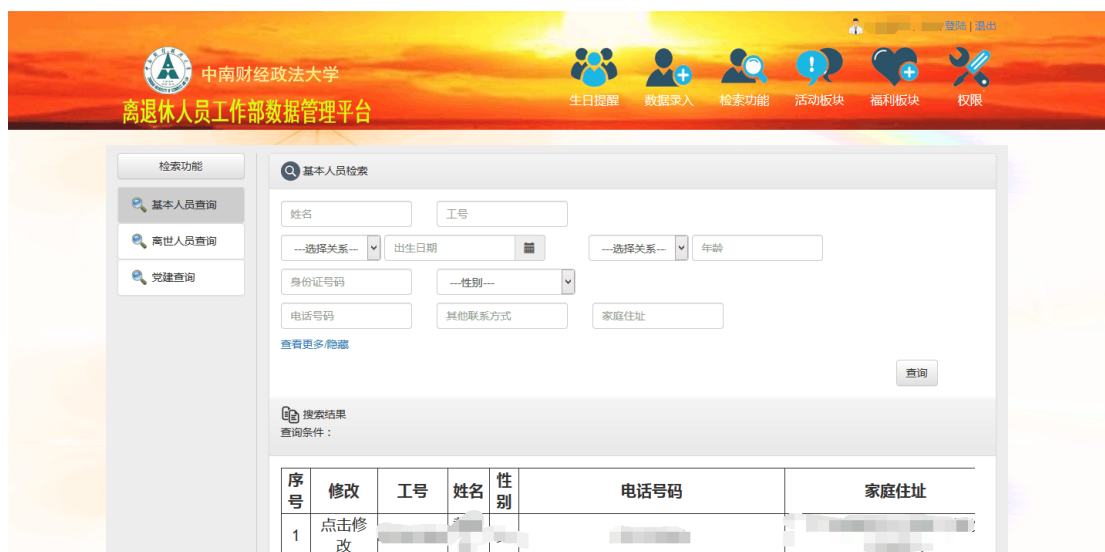 登陆 | 退出
中南财经政法大学
离退休人员工作部数据管理平台
生日提醒 数据录入 检索功能 活动板块 福利板块 权限
检索功能
基本人员查询
离世人员查询
党建查询
基本人员检索
姓名 工号
---选择关系--- 出生日期 ---选择关系--- 年龄
身份证号码 ---性别---
电话号码 其他联系方式 家庭住址
查看更多/隐藏
查询
搜索结果
查询条件：
序号 修改 工号 姓名 性别 电话号码 家庭住址
1 点击修改